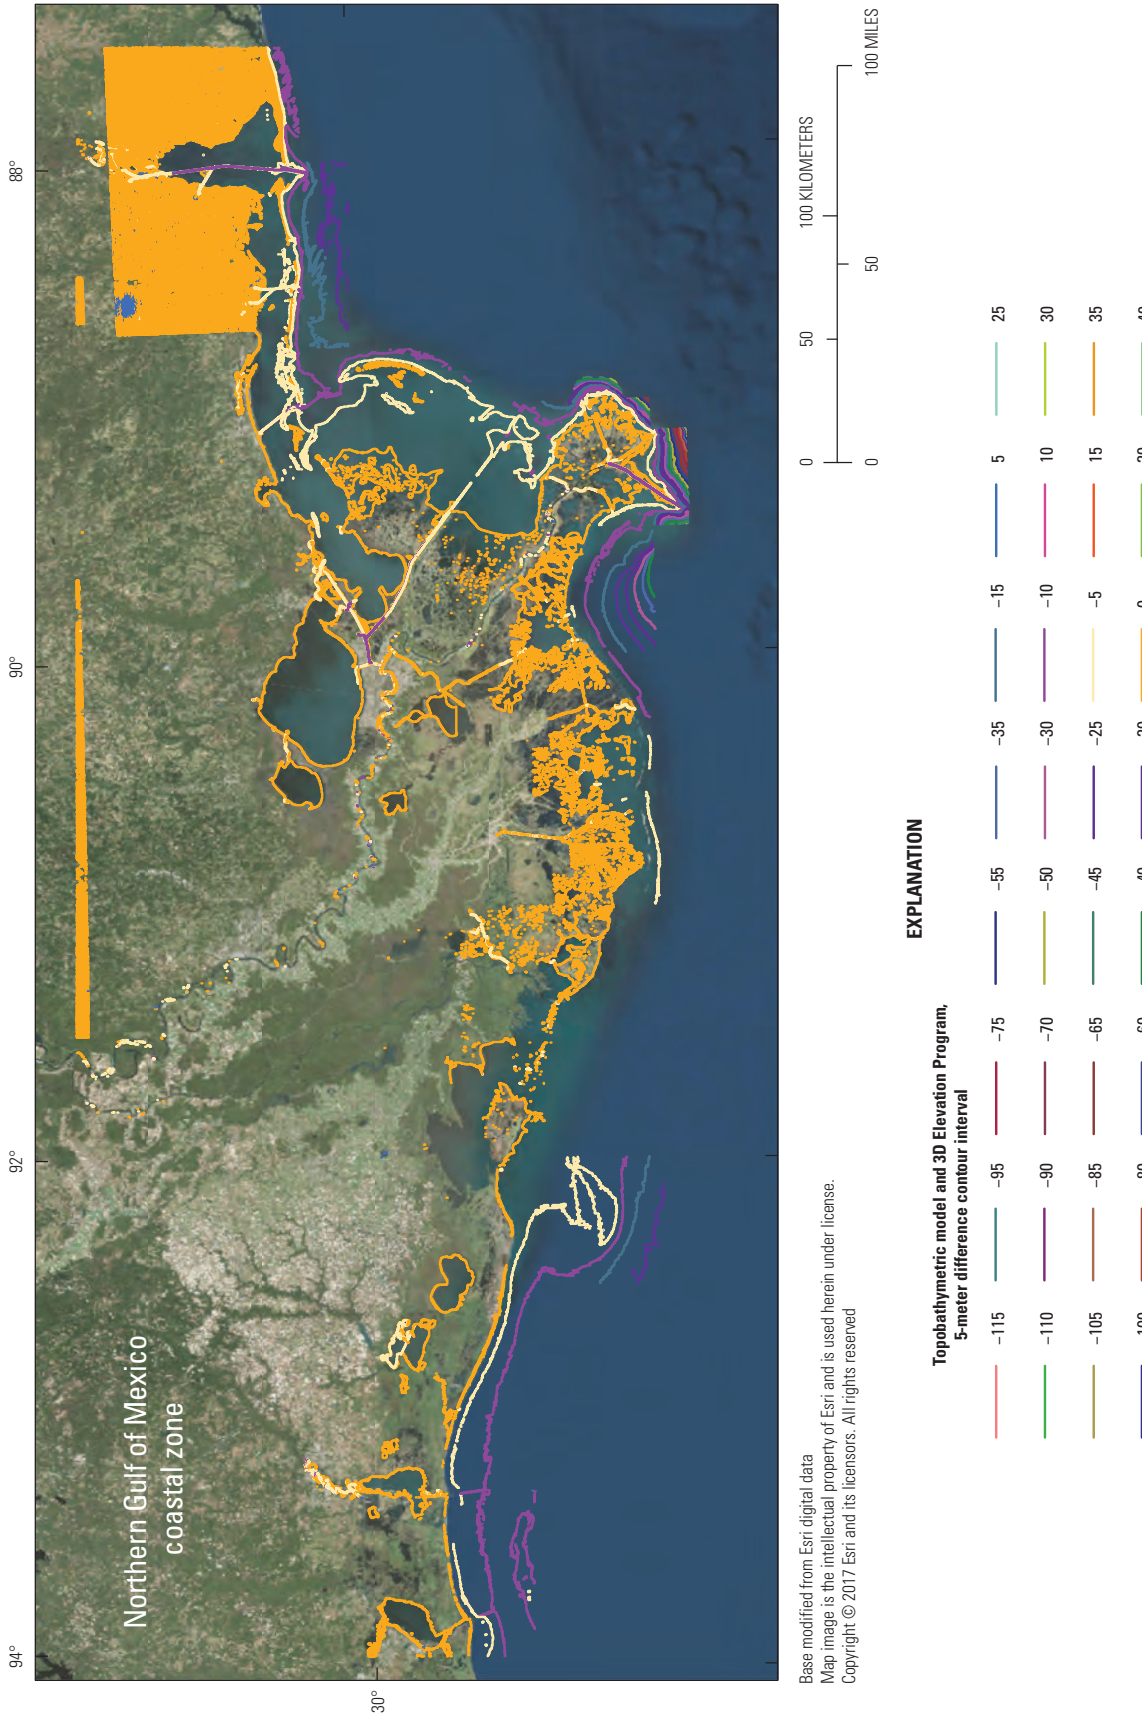 94°
92°
90°
88°
Northern Gulf of Mexico
coastal zone
30°
Base modified from Esri digital data
Map image is the intellectual property of Esri and is used herein under license.
Copyright © 2017 Esri and its licensors. All rights reserved
0 50 100 KILOMETERS
0 50 100 MILES
EXPLANATION
Topobathymetric model and 3D Elevation Program,
5-meter difference contour interval
−115 −95 −75 −55 −35 −15 5 25
−110 −90 −70 −50 −30 −10 10 30
−105 −85 −65 −45 −25 −5 15 35